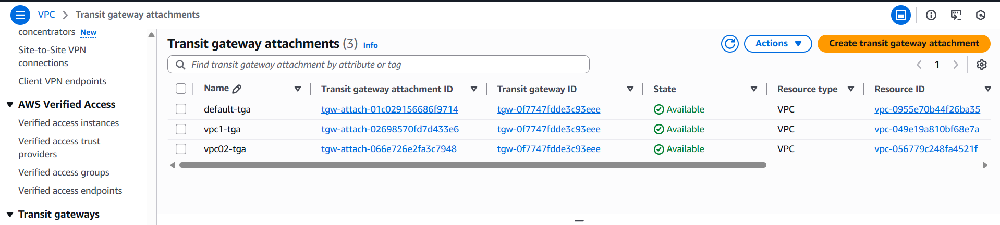 VPC > Transit gateway attachments
concentrators New
Site-to-Site VPN
connections
Client VPN endpoints
AWS Verified Access
Verified access instances
Verified access trust
providers
Verified access groups
Verified access endpoints
Transit gateways
Transit gateway attachments (3) Info
Actions
Create transit gateway attachment
Find transit gateway attachment by attribute or tag
1
Name Transit gateway attachment ID Transit gateway ID State Resource type Resource ID
default-tga tgw-attach-01c029156686f9714 tgw-0f7747fdde3c93eee Available VPC vpc-0955e70b44f26ba35
vpc1-tga tgw-attach-02698570fd7d433e6 tgw-0f7747fdde3c93eee Available VPC vpc-049e19a810bf68e7a
vpc02-tga tgw-attach-066e726e2fa3c7948 tgw-0f7747fdde3c93eee Available VPC vpc-056779c248fa4521f